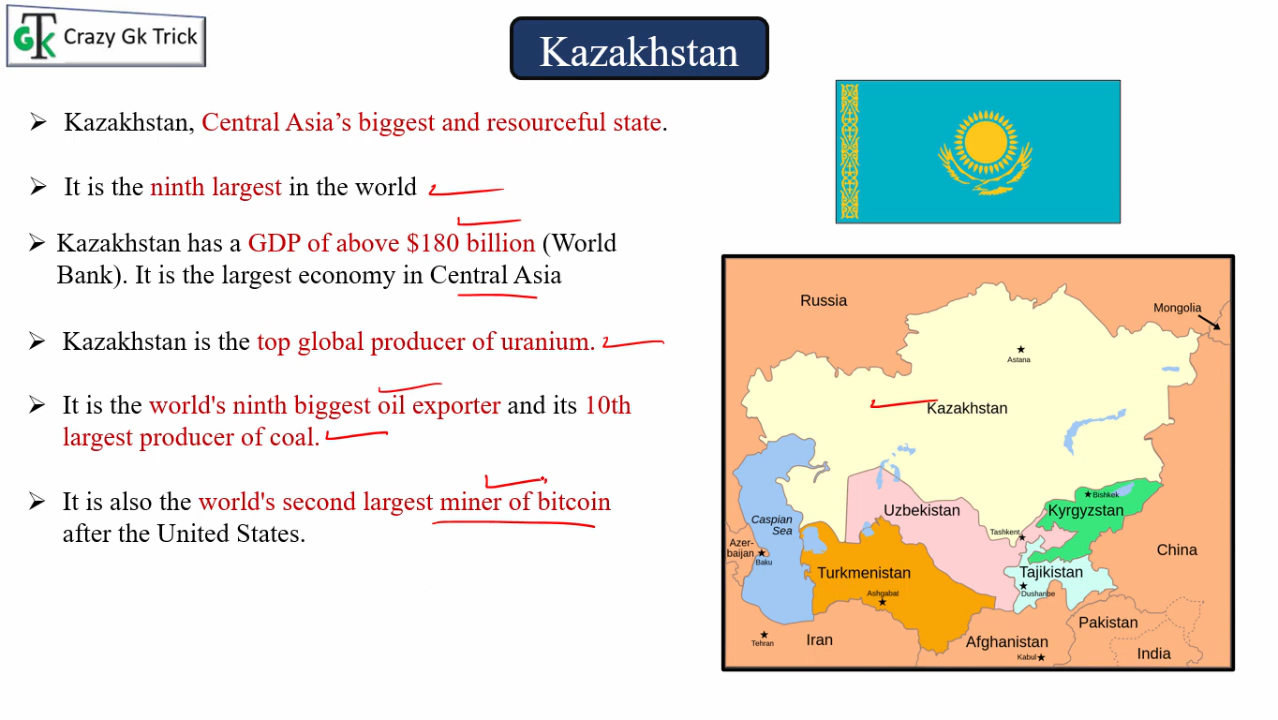 GTK Crazy Gk Trick
Kazakhstan
➢ Kazakhstan, Central Asia’s biggest and resourceful state.
➢ It is the ninth largest in the world
➢ Kazakhstan has a GDP of above $180 billion (World
Bank). It is the largest economy in Central Asia
➢ Kazakhstan is the top global producer of uranium.
➢ It is the world's ninth biggest oil exporter and its 10th
largest producer of coal.
➢ It is also the world's second largest miner of bitcoin
after the United States.
Russia
Mongolia
Astana
Kazakhstan
Bishkek
Uzbekistan
Kyrgyzstan
Caspian
Sea
Tashkent
Azer-
baijan
Baku
China
Turkmenistan
Tajikistan
Ashgabat
Dushanbe
Pakistan
Tehran
Iran
Afghanistan
Kabul
India